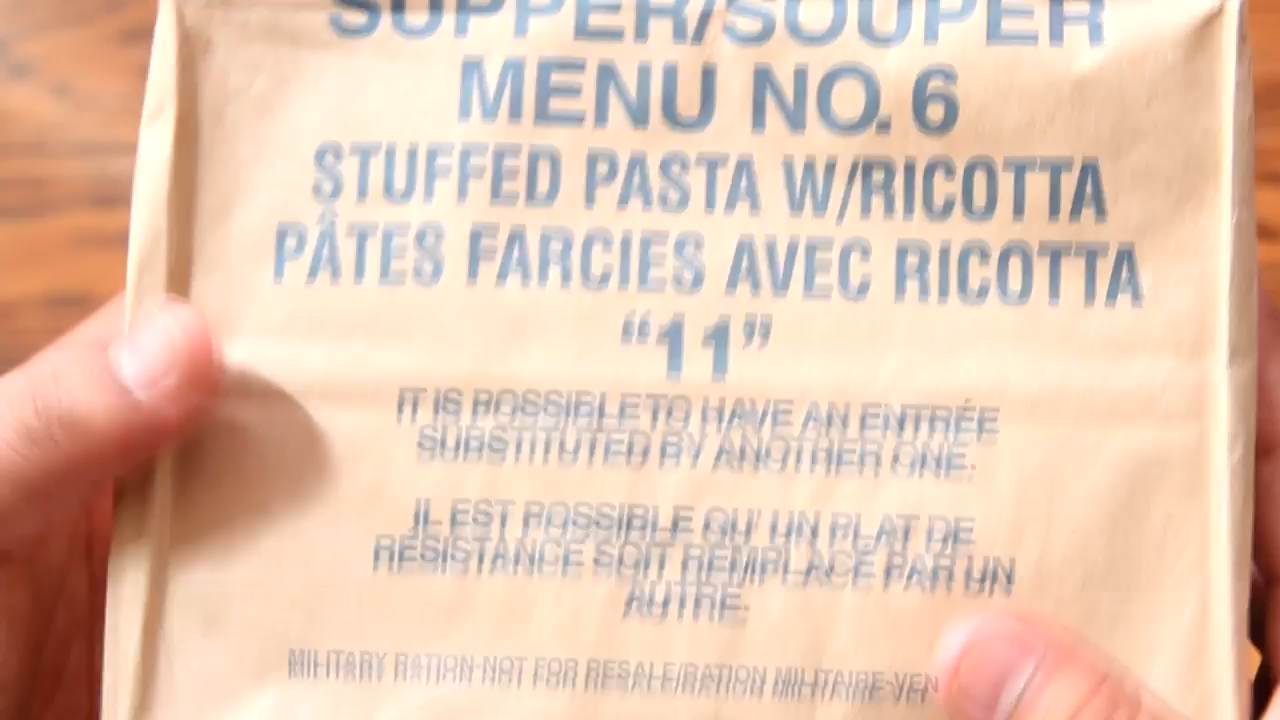 SUPPER/SOUPER
MENU NO. 6
STUFFED PASTA W/RICOTTA
PÂTES FARCIES AVEC RICOTTA
“11”
IT IS POSSIBLE TO HAVE AN ENTRÉE
SUBSTITUTED BY ANOTHER ONE.
IL EST POSSIBLE QU' UN PLAT DE
RÉSISTANCE SOIT REMPLACÉ PAR UN
AUTRE.
MILITARY RATION-NOT FOR RESALE/RATION MILITAIRE-VEN